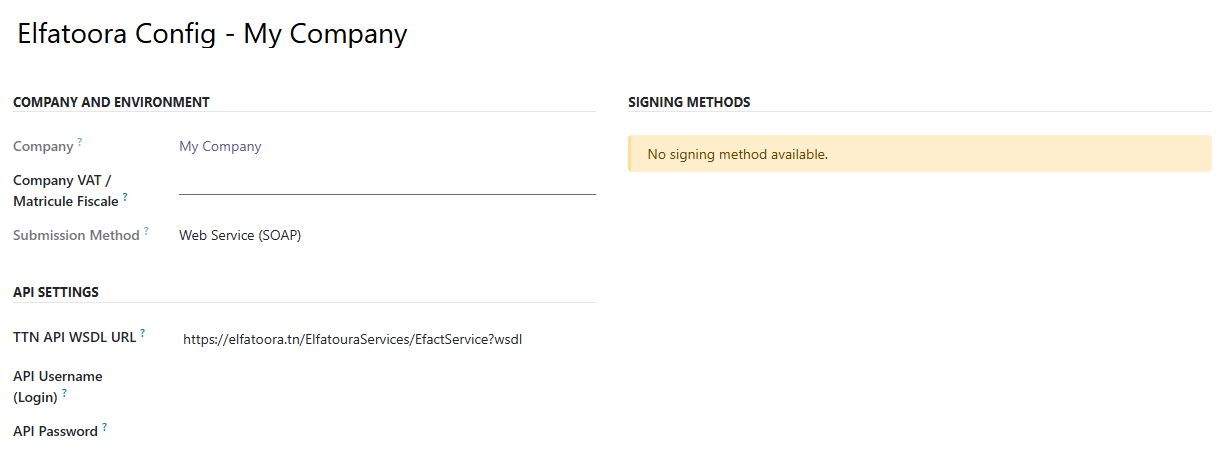 Elfatoora Config - My Company
COMPANY AND ENVIRONMENT
Company ?
My Company
Company VAT /
Matricule Fiscale ?
Submission Method ?
Web Service (SOAP)
API SETTINGS
TTN API WSDL URL ?
https://elfatoora.tn/ElfatouraServices/EfactService?wsdl
API Username
(Login) ?
API Password ?
SIGNING METHODS
No signing method available.